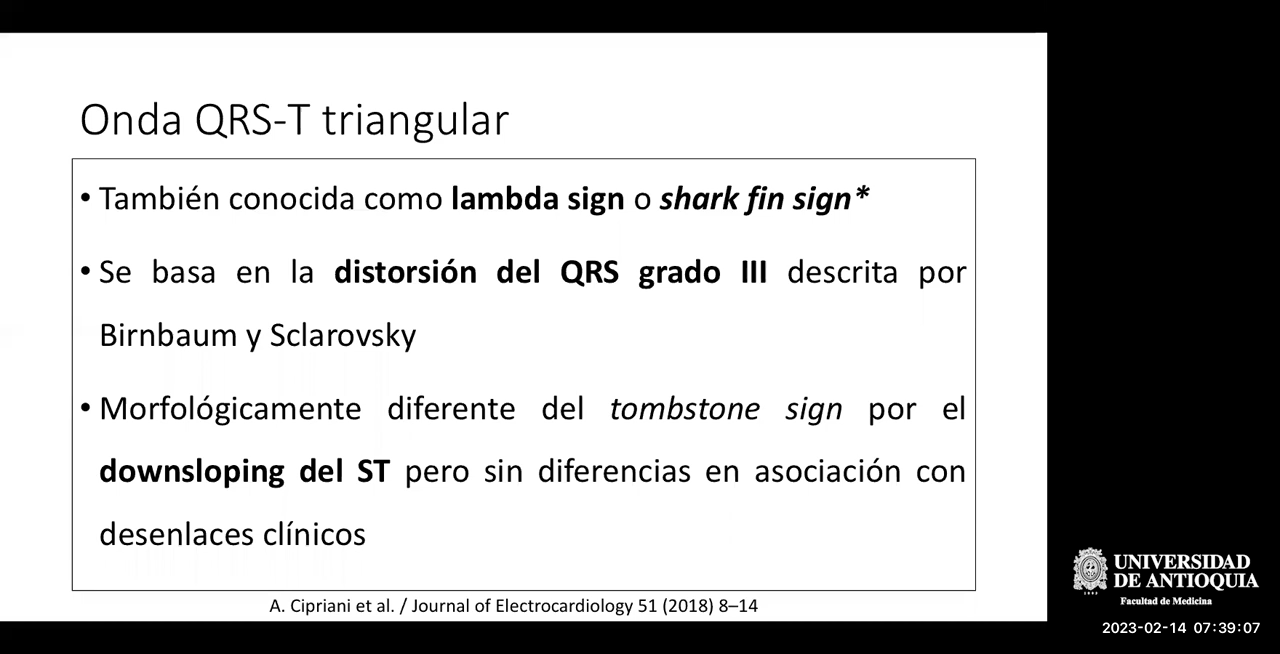 Onda QRS-T triangular
• También conocida como lambda sign o shark fin sign*
• Se basa en la distorsión del QRS grado III descrita por
Birnbaum y Sclarovsky
• Morfológicamente diferente del tombstone sign por el
downsloping del ST pero sin diferencias en asociación con
desenlaces clínicos
A. Cipriani et al. / Journal of Electrocardiology 51 (2018) 8–14
UNIVERSIDAD
DE ANTIOQUIA
Facultad de Medicina
2023-02-14 07:39:07